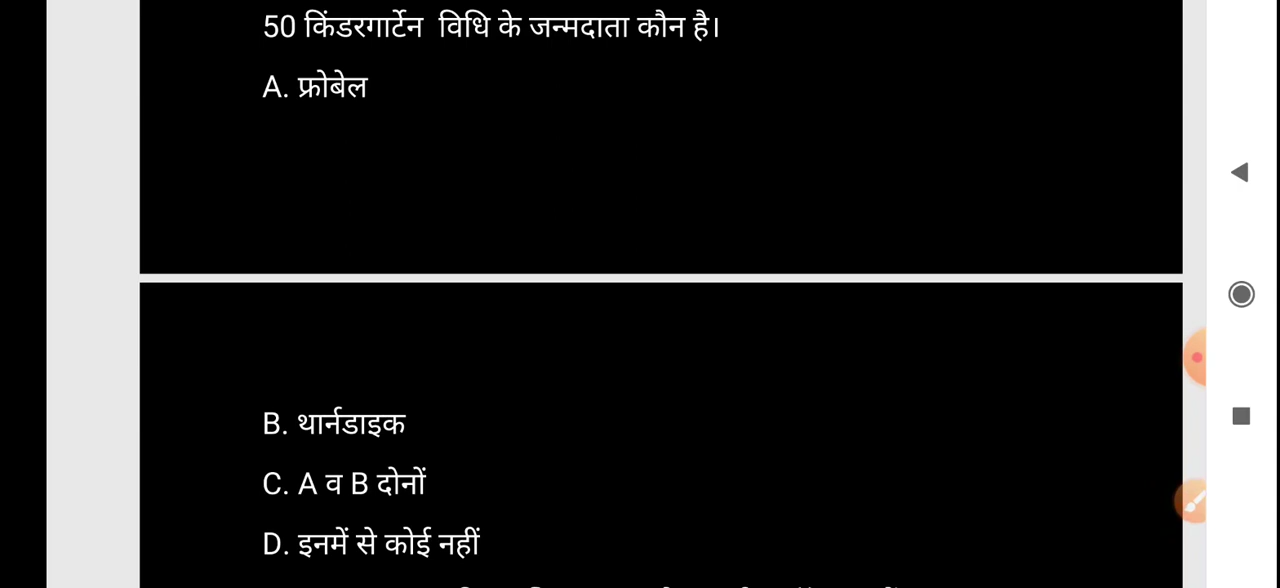 50 किंडरगार्टेन विधि के जन्मदाता कौन है।
A. फ्रोबेल
B. थार्नडाइक
C. A व B दोनों
D. इनमें से कोई नहीं